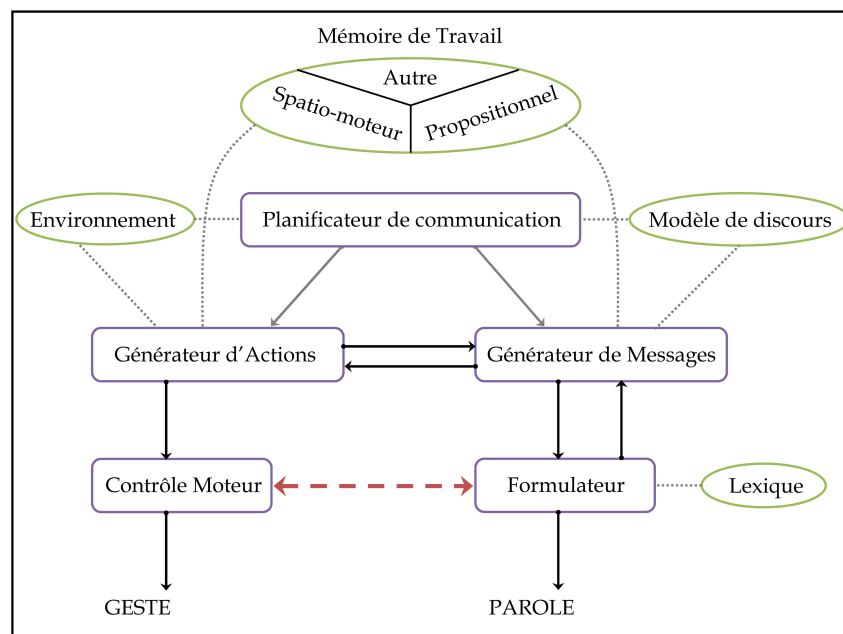 Mémoire de Travail
Autre
Spatio-moteur
Propositionnel
Environnement
Planificateur de communication
Modèle de discours
Générateur d'Actions
Générateur de Messages
Contrôle Moteur
Formulateur
Lexique
GESTE
PAROLE